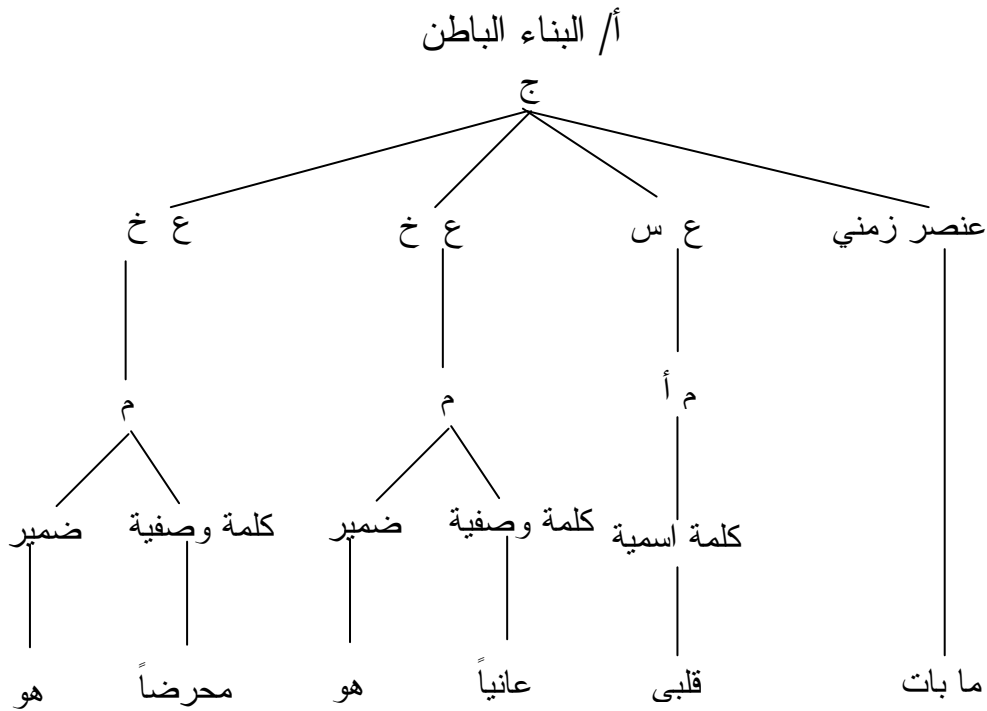 أ/ البناء الباطن
ج
عنصر زمني ع س ع خ ع خ
م أ م م
كلمة اسمية كلمة وصفية ضمير كلمة وصفية ضمير
ما بات قلبى عانياً هو محرضاً هو